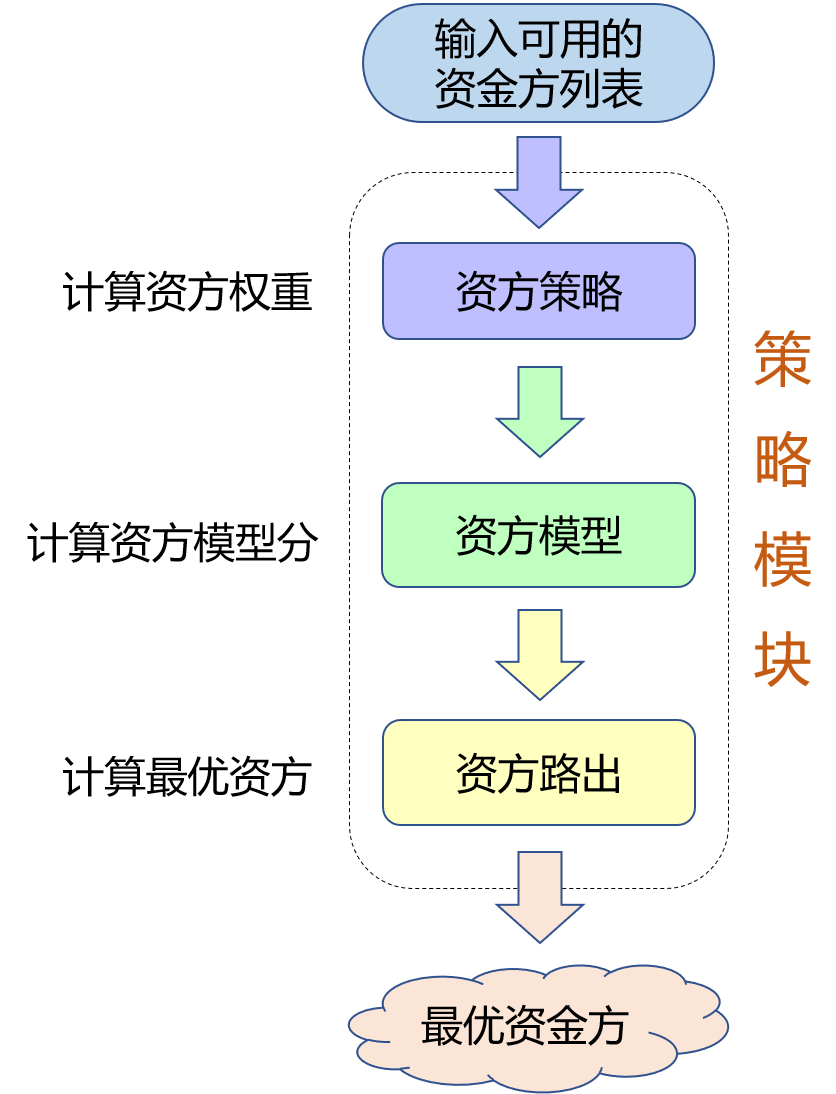 输入可用的
资金方列表
计算资方权重
资方策略
计算资方模型分
资方模型
计算最优资方
资方路出
最优资金方
策
略
模
块